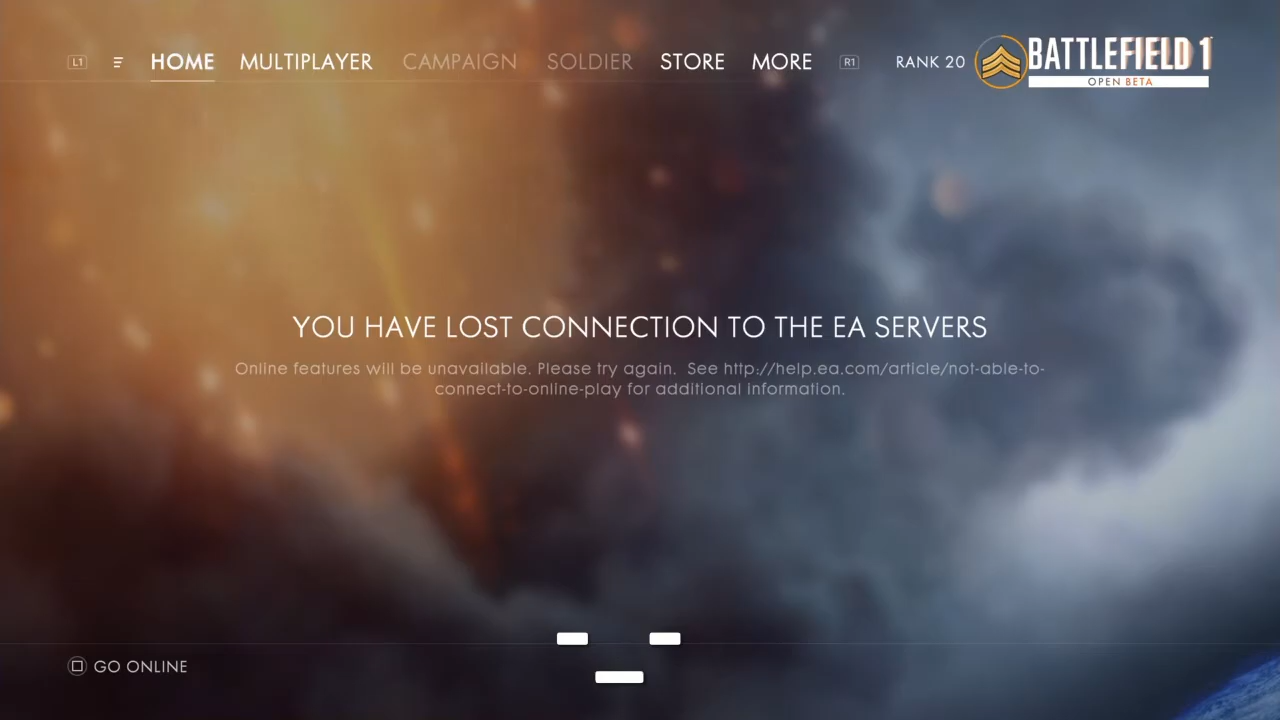 L1 HOME MULTIPLAYER CAMPAIGN SOLDIER STORE MORE R1 RANK 20 BATTLEFIELD 1
OPEN BETA
YOU HAVE LOST CONNECTION TO THE EA SERVERS
Online features will be unavailable. Please try again. See http://help.ea.com/article/not-able-to-
connect-to-online-play for additional information.
GO ONLINE